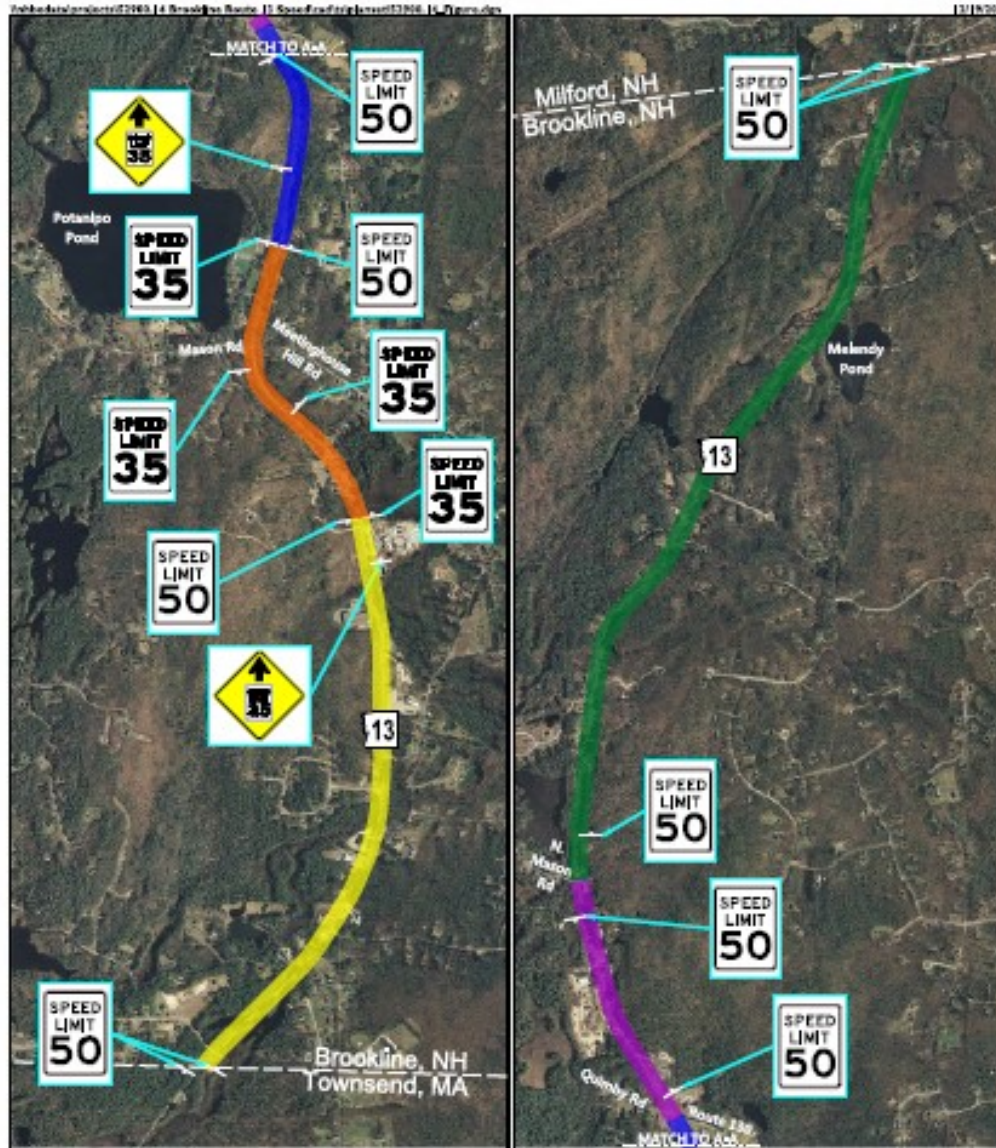 MATCH TO A-A
SPEED
LIMIT
50
35
Potanipo
Pond
SPEED
LIMIT
35
SPEED
LIMIT
50
Mason Rd
Meetinghouse
Hill Rd
SPEED
LIMIT
35
SPEED
LIMIT
35
SPEED
LIMIT
35
SPEED
LIMIT
50
13
SPEED
LIMIT
50
Brookline, NH
Townsend, MA
Milford, NH
Brookline, NH
SPEED
LIMIT
50
Melendy
Pond
13
SPEED
LIMIT
50
N.
Mason
Rd
SPEED
LIMIT
50
SPEED
LIMIT
50
Quimby Rd
MATCH TO A-A